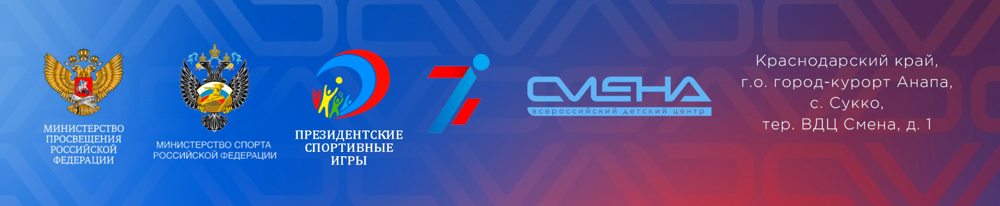 МИНИСТЕРСТВО
ПРОСВЕЩЕНИЯ
РОССИЙСКОЙ
ФЕДЕРАЦИИ
МИНИСТЕРСТВО СПОРТА
РОССИЙСКОЙ ФЕДЕРАЦИИ
ПРЕЗИДЕНТСКИЕ
СПОРТИВНЫЕ
ИГРЫ
СМЕНА
всероссийский детский центр
Краснодарский край,
г.о. город-курорт Анапа,
с. Сукко,
тер. ВДЦ Смена, д. 1